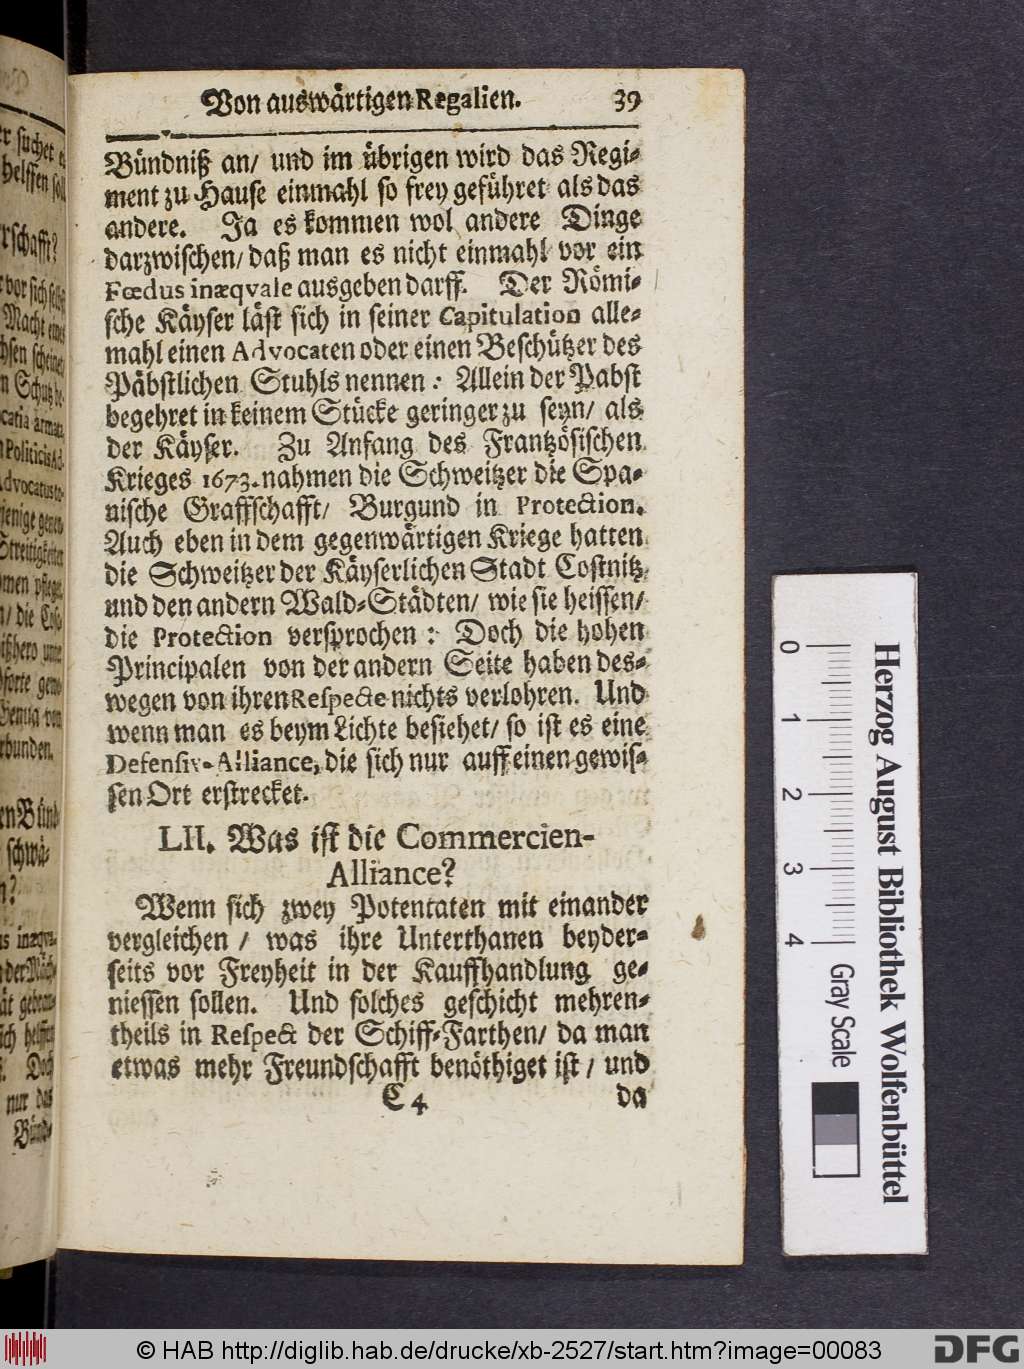 Von auswärtigen Regalien. 39
Bündniß an/ und im übrigen wird das Regi-
ment zu Hause einmahl so frey geführet als das
andere. Ja es kommen wol andere Dinge
darzwischen/ daß man es nicht einmahl vor ein
Fœdus inæqvale ausgeben darff. Der Römi-
sche Käyser läst sich in seiner Capitulation alle-
mahl einen Advocaten oder einen Beschützer des
Päbstlichen Stuhls nennen: Allein der Pabst
begehret in keinem Stücke geringer zu seyn/ als
der Käyser. Zu Anfang des Frantzösischen
Krieges 1673. nahmen die Schweitzer die Spa-
nische Graffschafft/ Burgund in Protection.
Auch eben in dem gegenwärtigen Kriege hatten
die Schweitzer der Käyserlichen Stadt Costnitz
und den andern Wald-Städten/ wie sie heissen/
die Protection versprochen: Doch die hohen
Principalen von der andern Seite haben des-
wegen von ihren Respecte nichts verlohren. Und
wenn man es beym Lichte besiehet/ so ist es eine
Defensiv-Alliance, die sich nur auff einen gewis-
sen Ort erstrecket.
LII. Was ist die Commercien-
Alliance?
Wenn sich zwey Potentaten mit einander
vergleichen/ was ihre Unterthanen beyder-
seits vor Freyheit in der Kauffhandlung ge-
niessen sollen. Und solches geschicht mehren-
theils in Respect der Schiff-Farthen/ da man
etwas mehr Freundschafft benöthiget ist/ und
C 4 da
0 1 2 3 4
Gray Scale
Herzog August Bibliothek Wolfenbüttel
© HAB http://diglib.hab.de/drucke/xb-2527/start.htm?image=00083
DFG